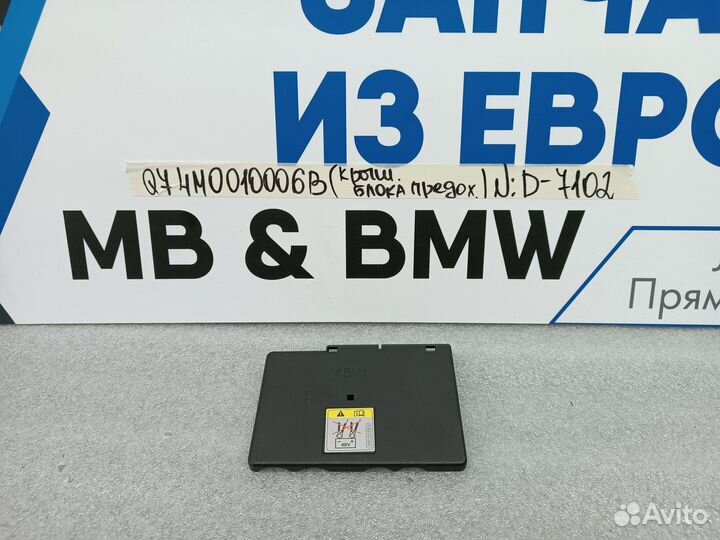 ЗАПЧА
ИЗ ЕВРО
Q74M0010006B (крыш. блока предох.) N: D-7102
MB & BMW
Прям
48V
48V
Avito